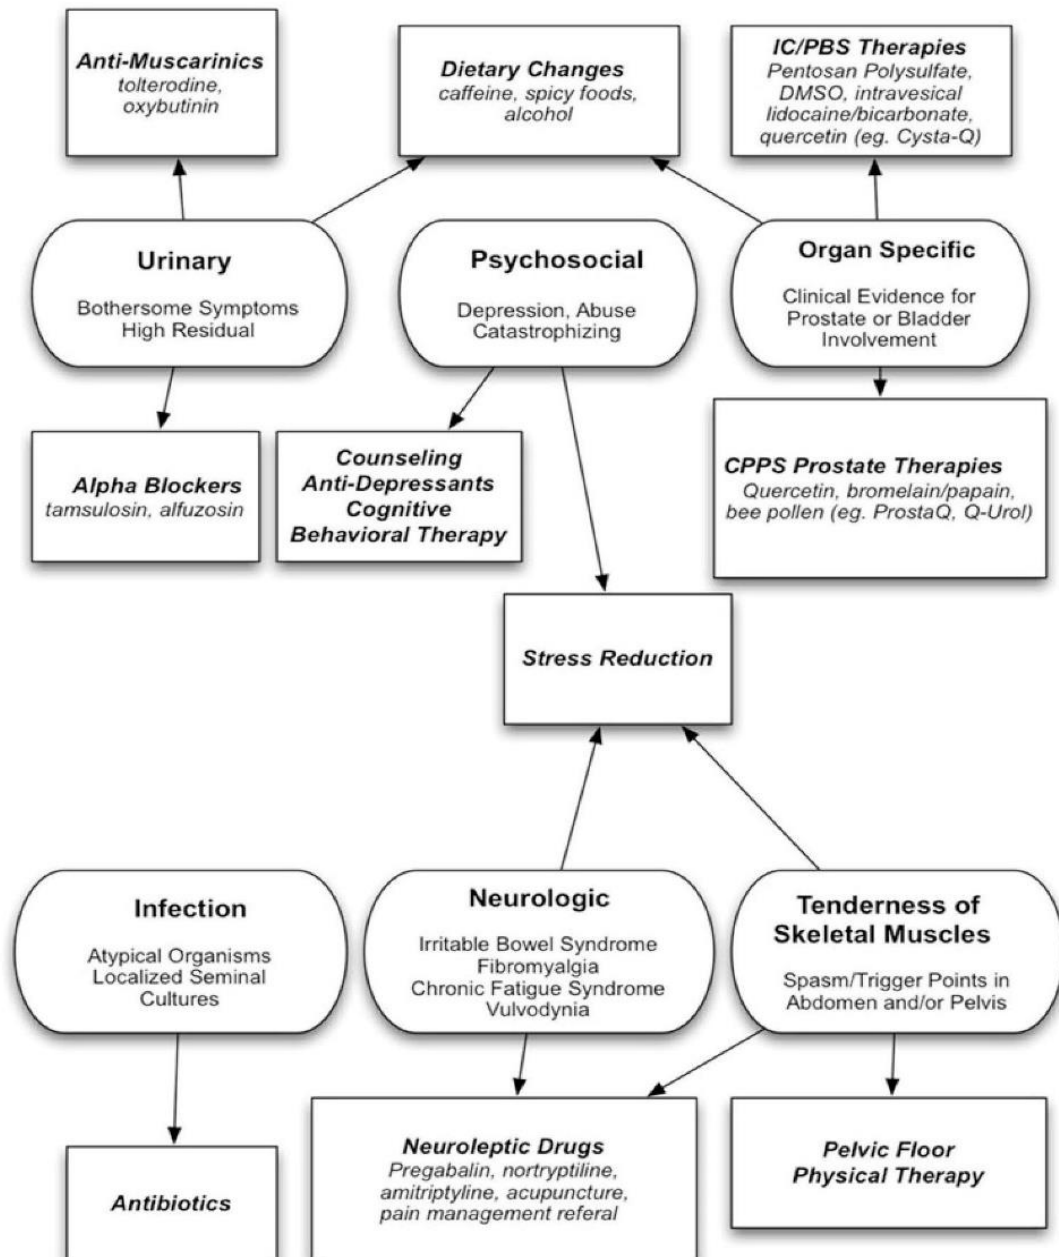 Anti-Muscarinics
tolterodine,
oxybutinin
Dietary Changes
caffeine, spicy foods,
alcohol
IC/PBS Therapies
Pentosan Polysulfate,
DMSO, intravesical
lidocaine/bicarbonate,
quercetin (eg. Cysta-Q)
Urinary
Bothersome Symptoms
High Residual
Psychosocial
Depression, Abuse
Catastrophizing
Organ Specific
Clinical Evidence for
Prostate or Bladder
Involvement
Alpha Blockers
tamsulosin, alfuzosin
Counseling
Anti-Depressants
Cognitive
Behavioral Therapy
CPPS Prostate Therapies
Quercetin, bromelain/papain,
bee pollen (eg. ProstaQ, Q-Urol)
Stress Reduction
Infection
Atypical Organisms
Localized Seminal
Cultures
Neurologic
Irritable Bowel Syndrome
Fibromyalgia
Chronic Fatigue Syndrome
Vulvodynia
Tenderness of
Skeletal Muscles
Spasm/Trigger Points in
Abdomen and/or Pelvis
Antibiotics
Neuroleptic Drugs
Pregabalin, nortryptiline,
amitriptyline, acupuncture,
pain management referal
Pelvic Floor
Physical Therapy